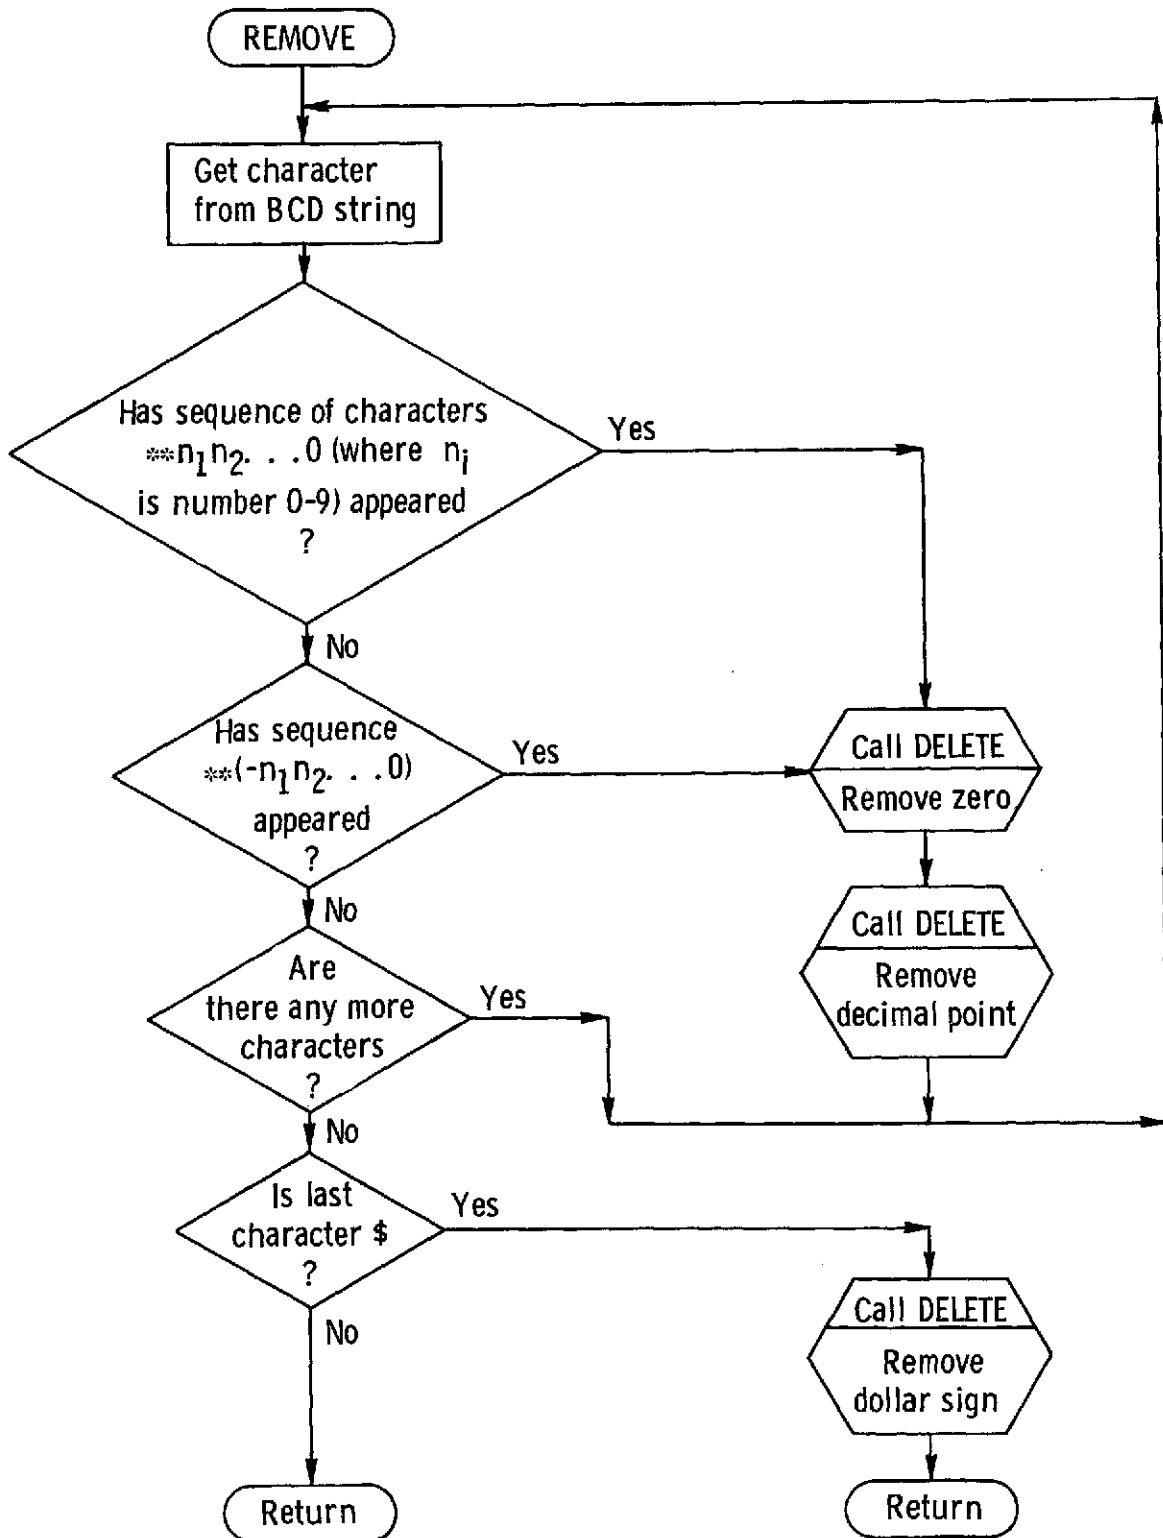 REMOVE
Get character
from BCD string
Has sequence of characters
**n₁n₂. . .0 (where nᵢ
is number 0-9) appeared
?
Yes
No
Has sequence
**(-n₁n₂. . .0)
appeared
?
Yes
Call DELETE
Remove zero
No
Call DELETE
Remove
decimal point
Are
there any more
characters
?
Yes
No
Is last
character $
?
Yes
Call DELETE
Remove
dollar sign
No
Return
Return